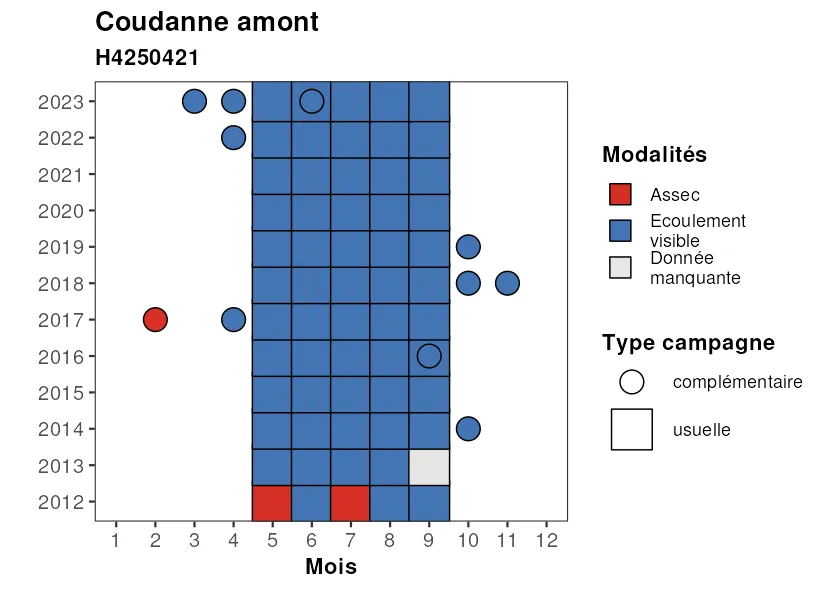 Coudanne amont
H4250421
2023
2022
2021
2020
2019
2018
2017
2016
2015
2014
2013
2012
1 2 3 4 5 6 7 8 9 10 11 12
Mois
Modalités
Assec
Ecoulement
visible
Donnée
manquante
Type campagne
complémentaire
usuelle